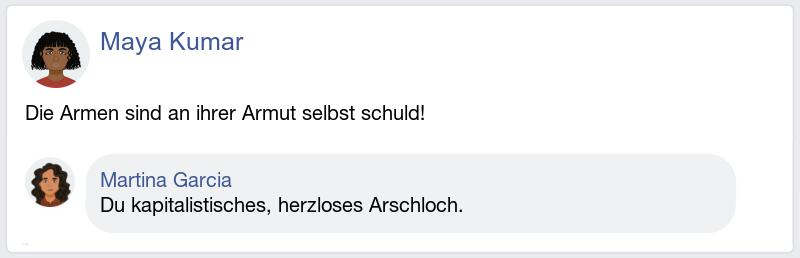 Maya Kumar
Die Armen sind an ihrer Armut selbst schuld!
Martina Garcia
Du kapitalistisches, herzloses Arschloch.